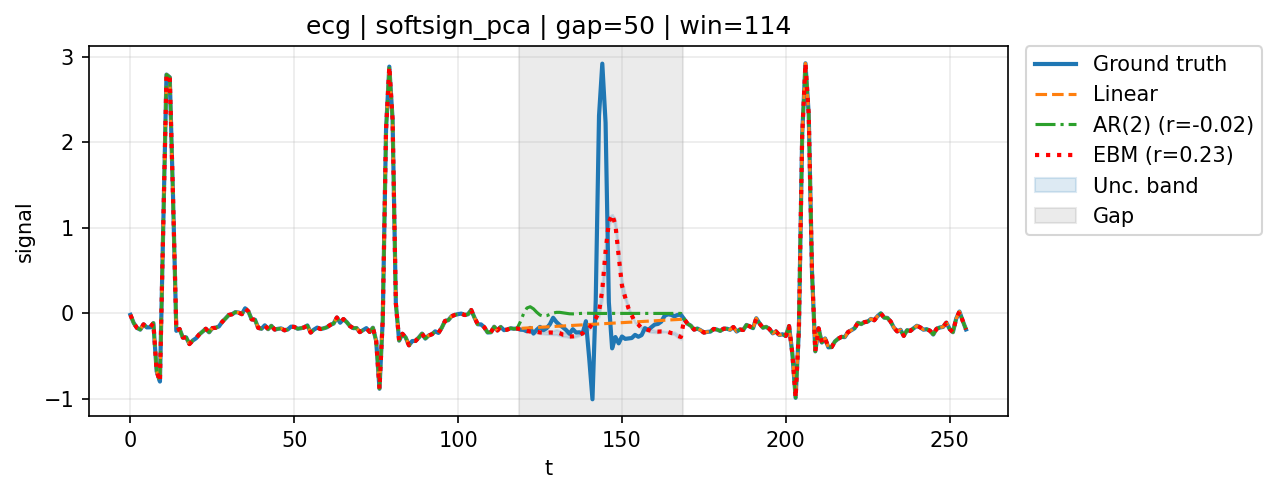 ecg | softsign_pca | gap=50 | win=114
3
2
1
0
−1
signal
0
50
100
150
200
250
t
Ground truth
Linear
AR(2) (r=-0.02)
EBM (r=0.23)
Unc. band
Gap